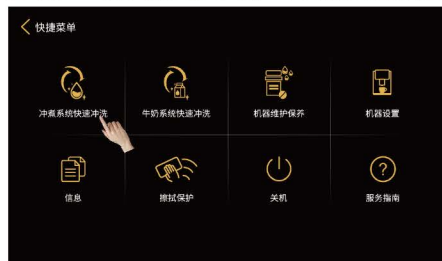 快捷菜单
冲煮系统快速冲洗
牛奶系统快速冲洗
机器维护保养
机器设置
信息
擦拭保护
关机
服务指南